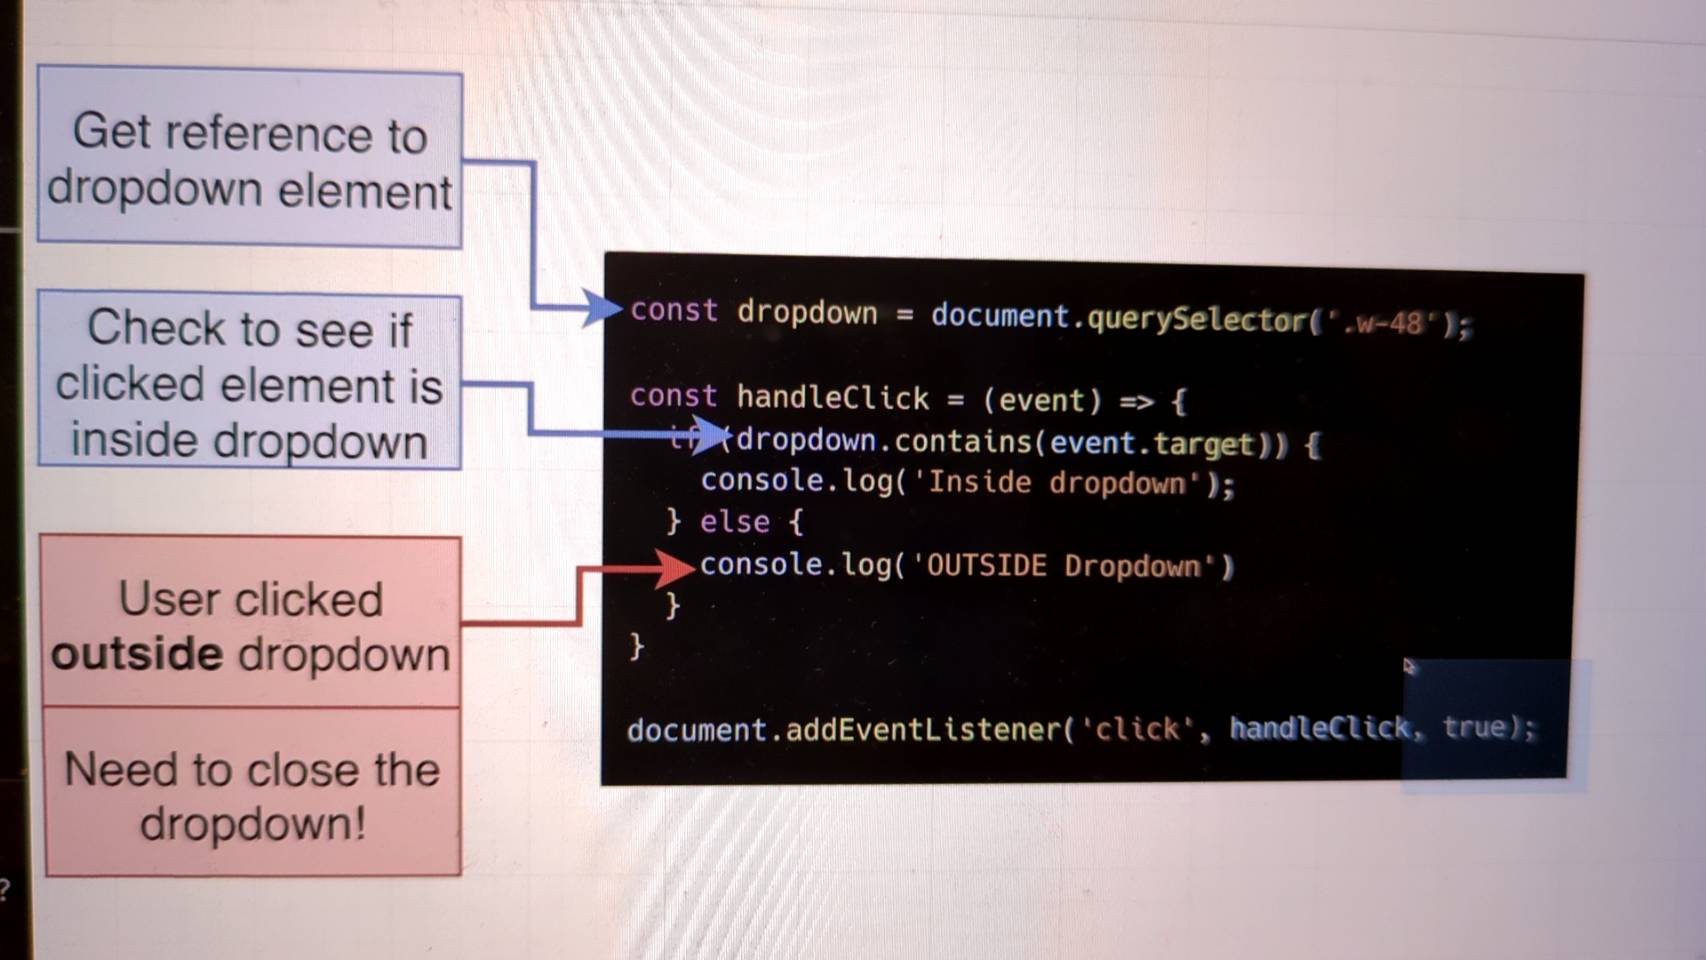 Get reference to
dropdown element
Check to see if
clicked element is
inside dropdown
User clicked
outside dropdown
Need to close the
dropdown!
const dropdown = document.querySelector('.w-48');
const handleClick = (event) => {
if (dropdown.contains(event.target)) {
console.log('Inside dropdown');
} else {
console.log('OUTSIDE Dropdown')
}
}
document.addEventListener('click', handleClick, true);
?